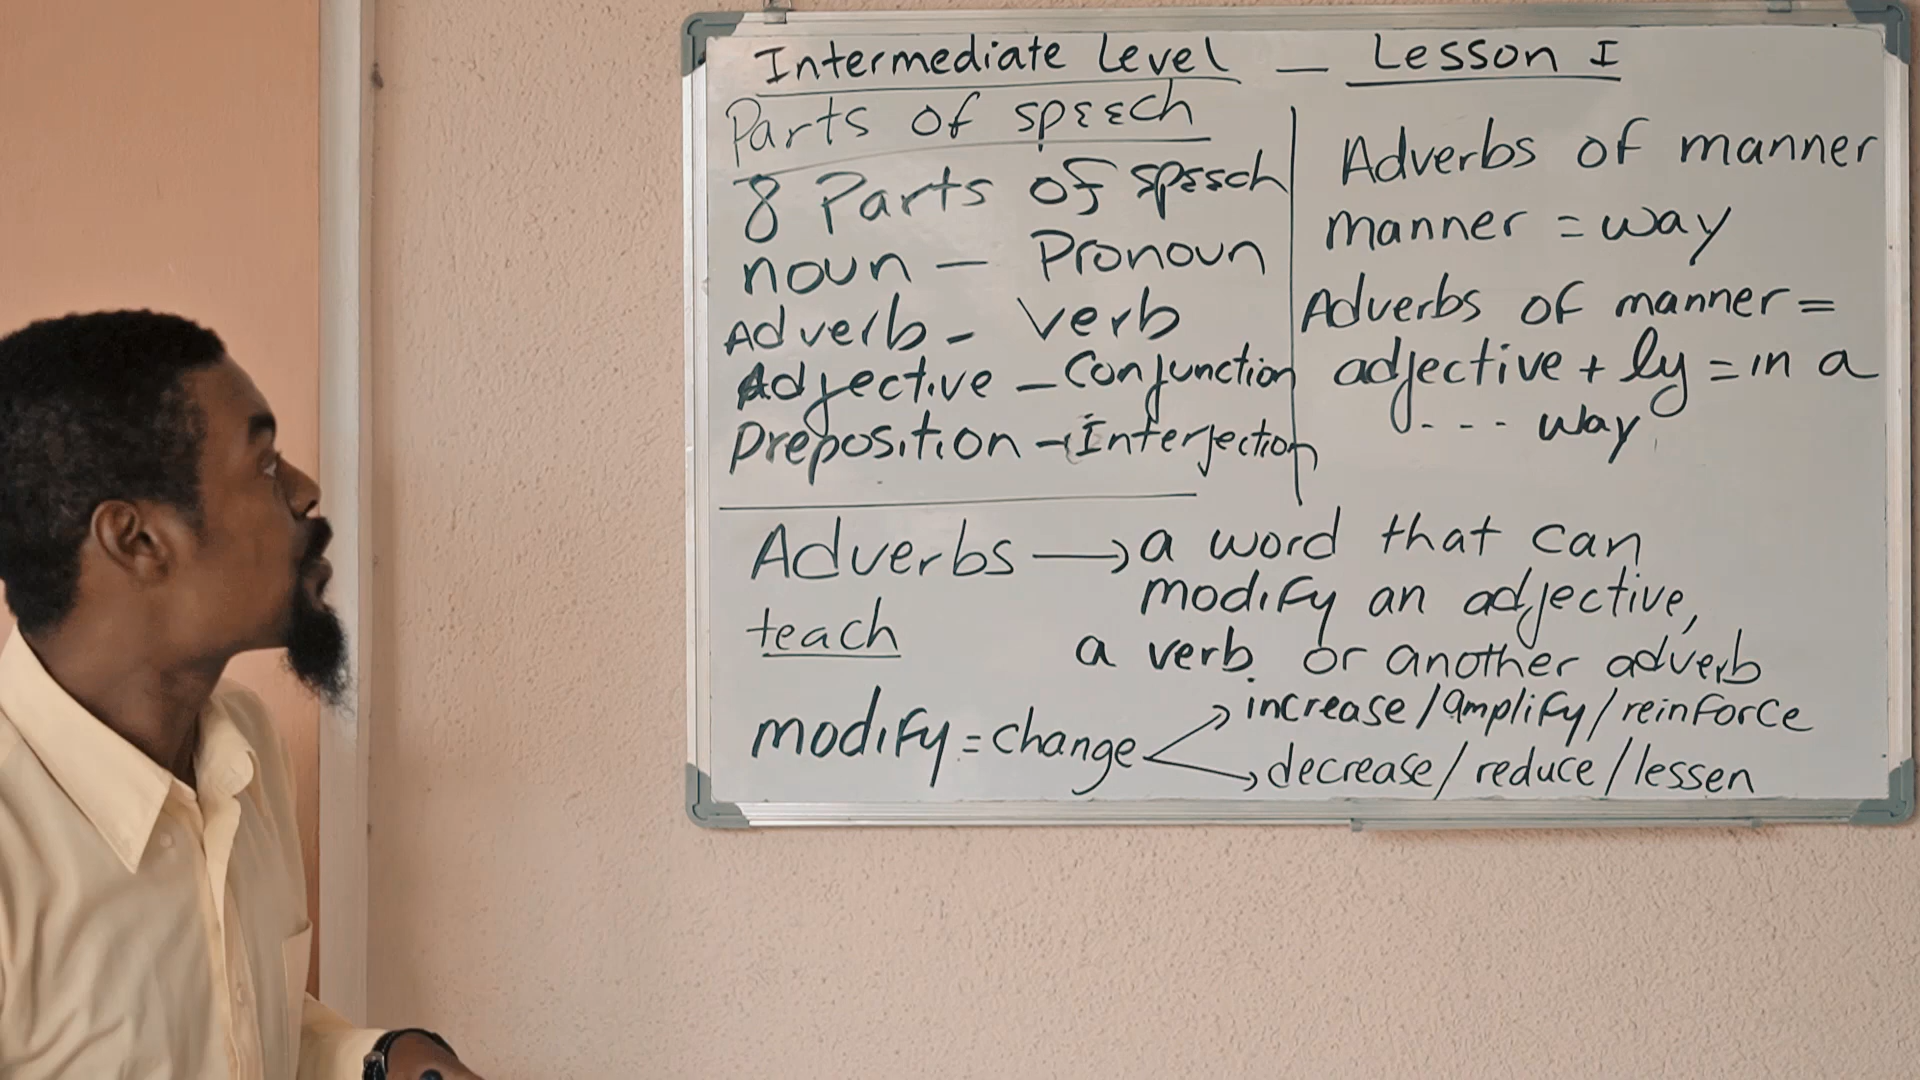 Intermediate Level — Lesson I
Parts of speech
8 Parts of speech
noun — Pronoun
Adverb - Verb
Adjective - Conjunction
Preposition - Interjection
Adverbs of manner
manner = way
Adverbs of manner =
adjective + ly = in a
.... way
Adverbs → a word that can
modify an adjective,
teach
a verb. or another adverb
modify = change
increase / amplify / reinforce
decrease / reduce / lessen